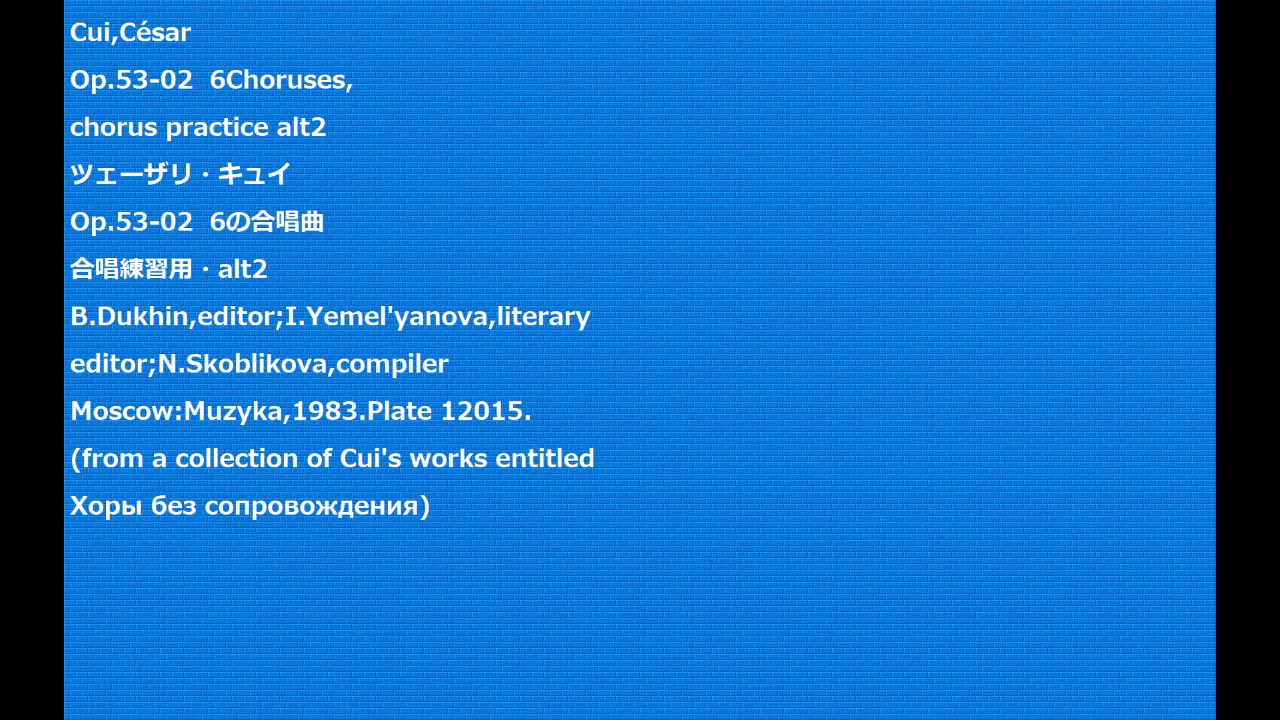 Cui,César
Op.53-02  6Choruses,
chorus practice alt2
ツェーザリ・キュイ
Op.53-02  6の合唱曲
合唱練習用・alt2
B.Dukhin,editor;I.Yemel'yanova,literary
editor;N.Skoblikova,compiler
Moscow:Muzyka,1983.Plate 12015.
(from a collection of Cui's works entitled
Хоры без сопровождения)